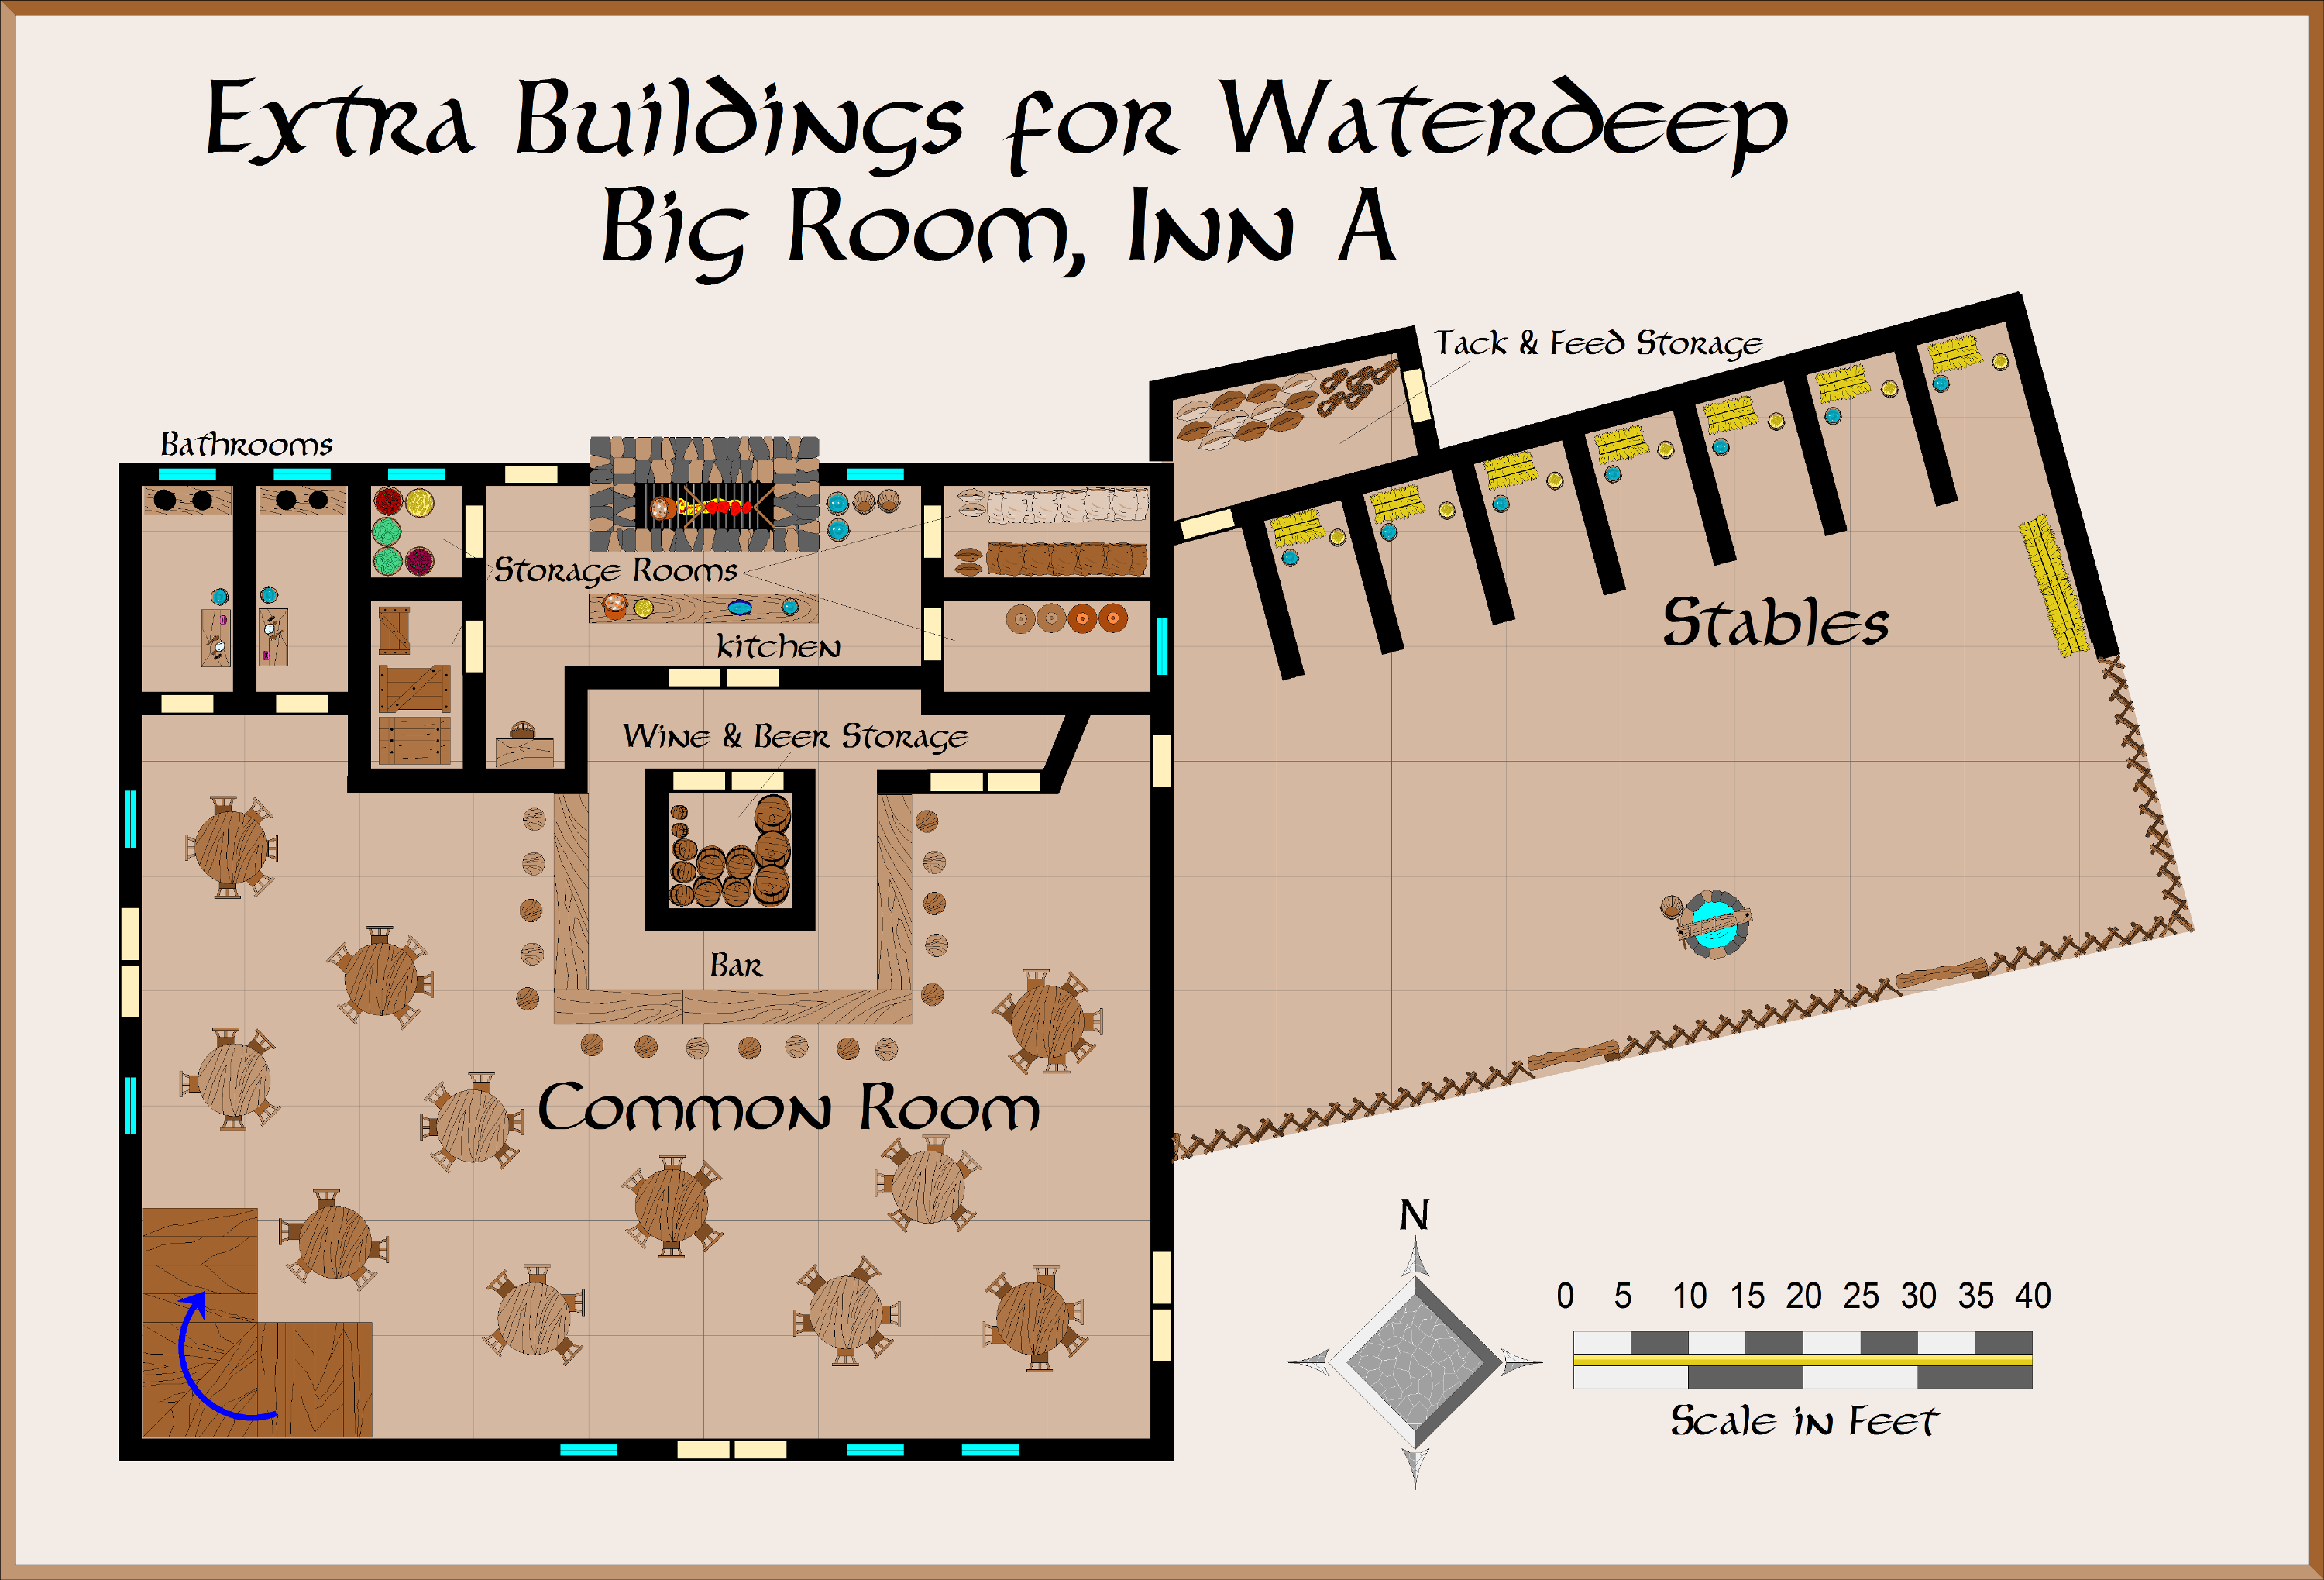 Extra Buildings for Waterdeep
Big Room, Inn A
Tack & Feed Storage
Bathrooms
Storage Rooms
Stables
kitchen
Wine & Beer Storage
Bar
Common Room
N
0 5 10 15 20 25 30 35 40
Scale in Feet